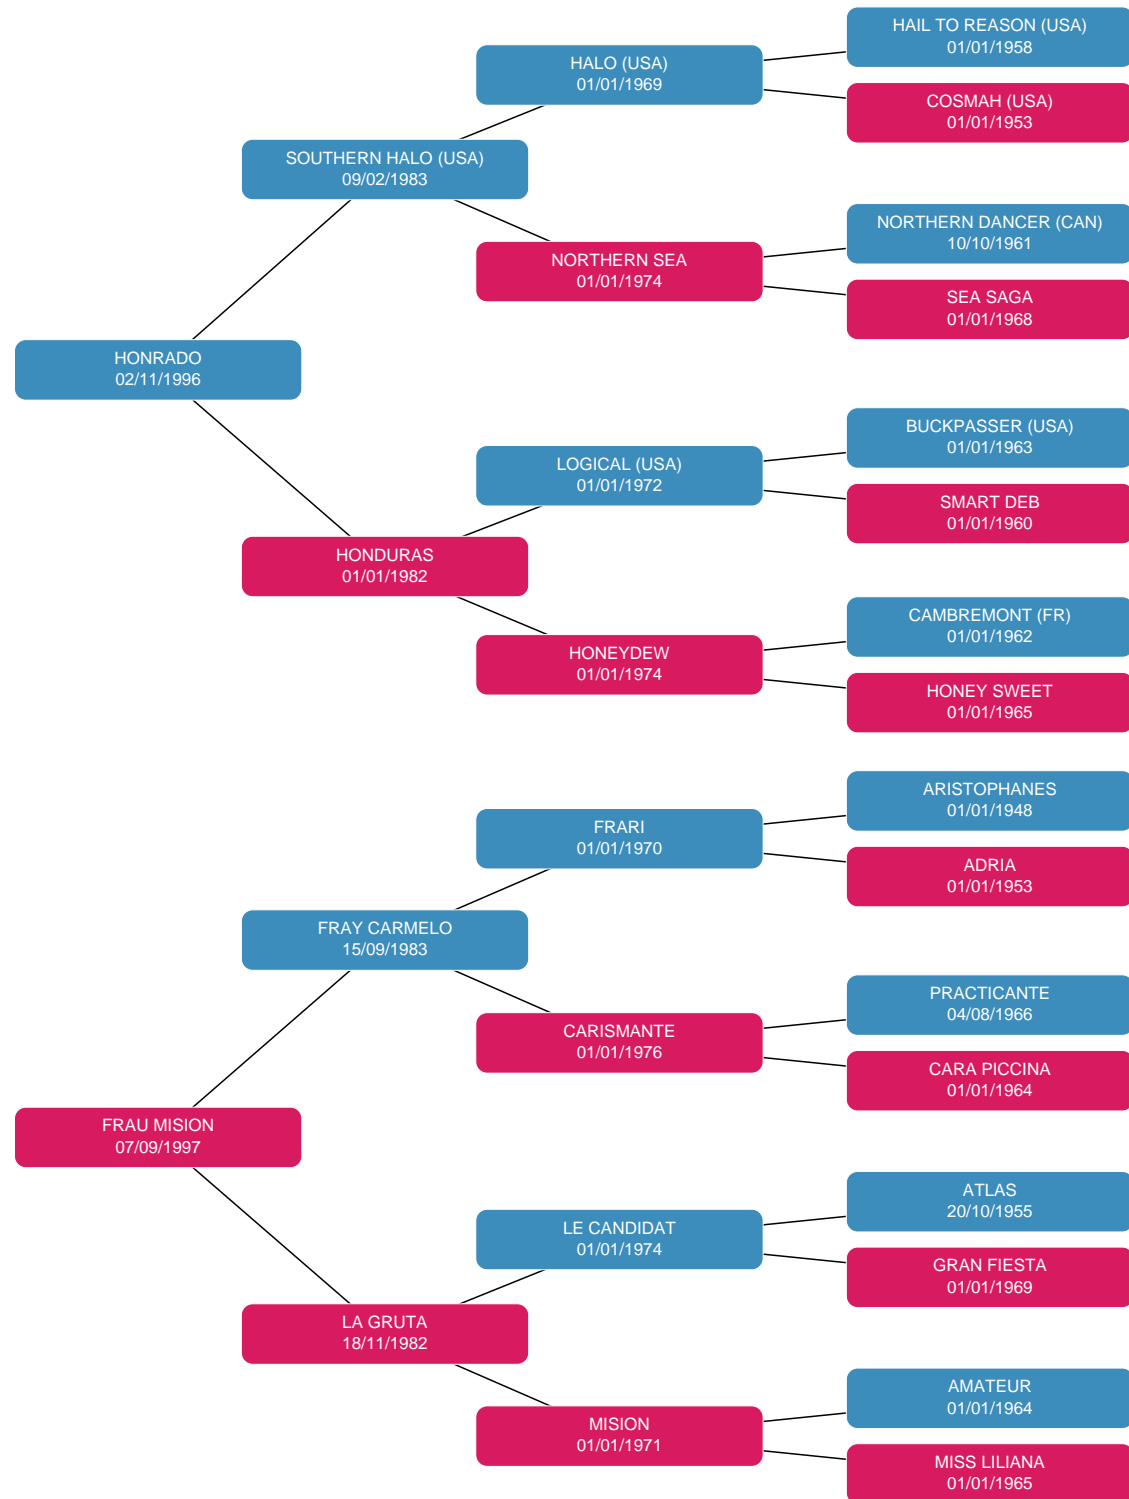 HAIL TO REASON (USA)
01/01/1958
HALO (USA)
01/01/1969
COSMAH (USA)
01/01/1953
SOUTHERN HALO (USA)
09/02/1983
NORTHERN DANCER (CAN)
10/10/1961
NORTHERN SEA
01/01/1974
SEA SAGA
01/01/1968
HONRADO
02/11/1996
BUCKPASSER (USA)
01/01/1963
LOGICAL (USA)
01/01/1972
SMART DEB
01/01/1960
HONDURAS
01/01/1982
CAMBREMONT (FR)
01/01/1962
HONEYDEW
01/01/1974
HONEY SWEET
01/01/1965
ARISTOPHANES
01/01/1948
FRARI
01/01/1970
ADRIA
01/01/1953
FRAY CARMELO
15/09/1983
PRACTICANTE
04/08/1966
CARISMANTE
01/01/1976
CARA PICCINA
01/01/1964
FRAU MISION
07/09/1997
ATLAS
20/10/1955
LE CANDIDAT
01/01/1974
GRAN FIESTA
01/01/1969
LA GRUTA
18/11/1982
AMATEUR
01/01/1964
MISION
01/01/1971
MISS LILIANA
01/01/1965